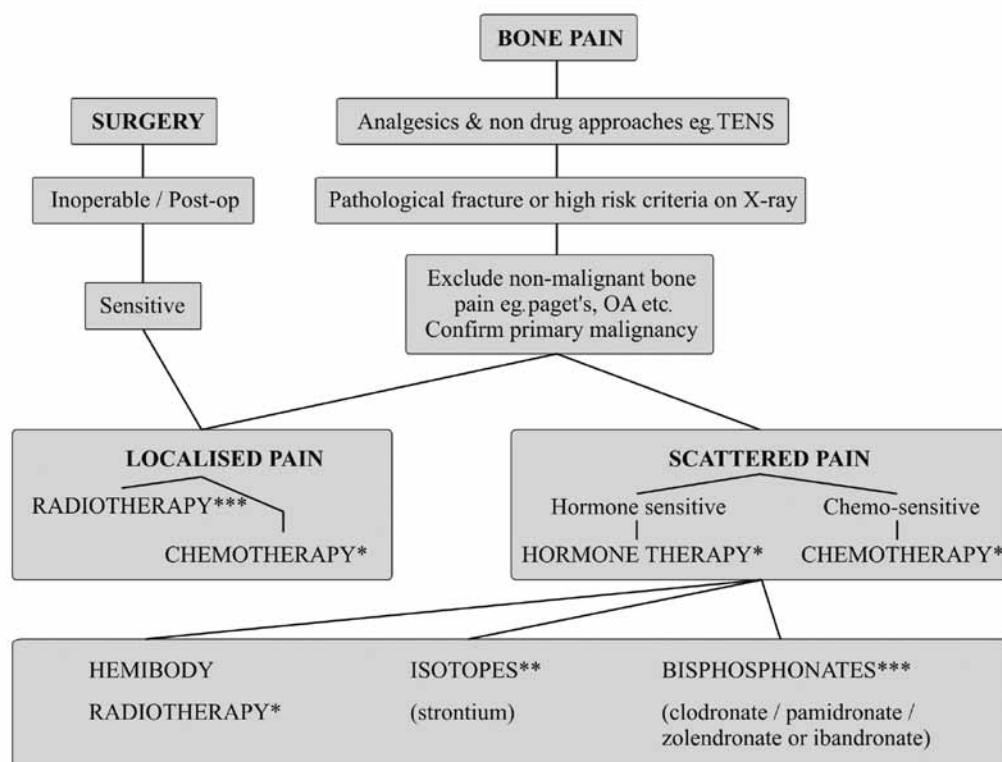 BONE PAIN
SURGERY
Analgesics & non drug approaches eg.TENS
Inoperable / Post-op
Pathological fracture or high risk criteria on X-ray
Sensitive
Exclude non-malignant bone
pain eg.paget's, OA etc.
Confirm primary malignancy
LOCALISED PAIN
RADIOTHERAPY***
CHEMOTHERAPY*
SCATTERED PAIN
Hormone sensitive
HORMONE THERAPY*
Chemo-sensitive
CHEMOTHERAPY*
HEMIBODY
RADIOTHERAPY*
ISOTOPES**
(strontium)
BISPHOSPHONATES***
(clodronate / pamidronate /
zolendronate or ibandronate)